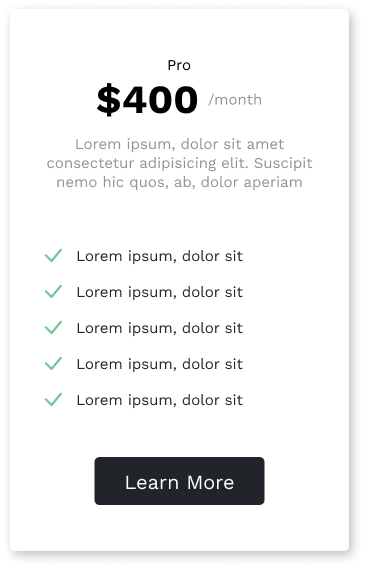 Pro
$400 /month
Lorem ipsum, dolor sit amet
consectetur adipisicing elit. Suscipit
nemo hic quos, ab, dolor aperiam
Lorem ipsum, dolor sit
Lorem ipsum, dolor sit
Lorem ipsum, dolor sit
Lorem ipsum, dolor sit
Lorem ipsum, dolor sit
Learn More